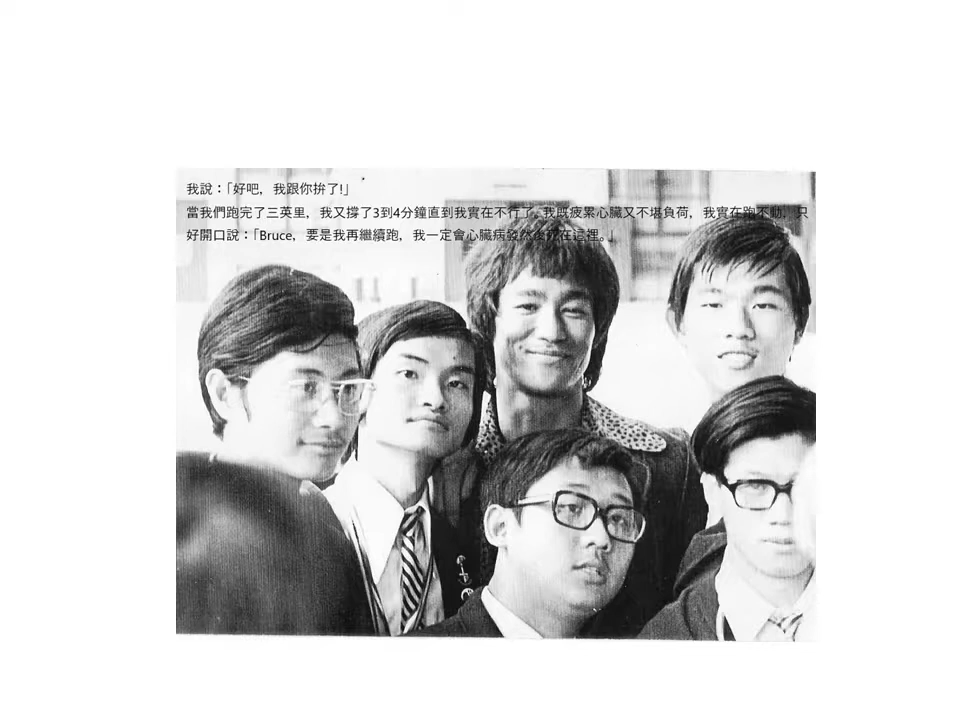 我說：「好吧，我跟你拚了!」
當我們跑完了三英里，我又撐了3到4分鐘直到我實在不行了。我既疲累心臟又不堪負荷，我實在跑不動，只
好開口說：「Bruce，要是我再繼續跑，我一定會心臟病發然後死在這裡。」